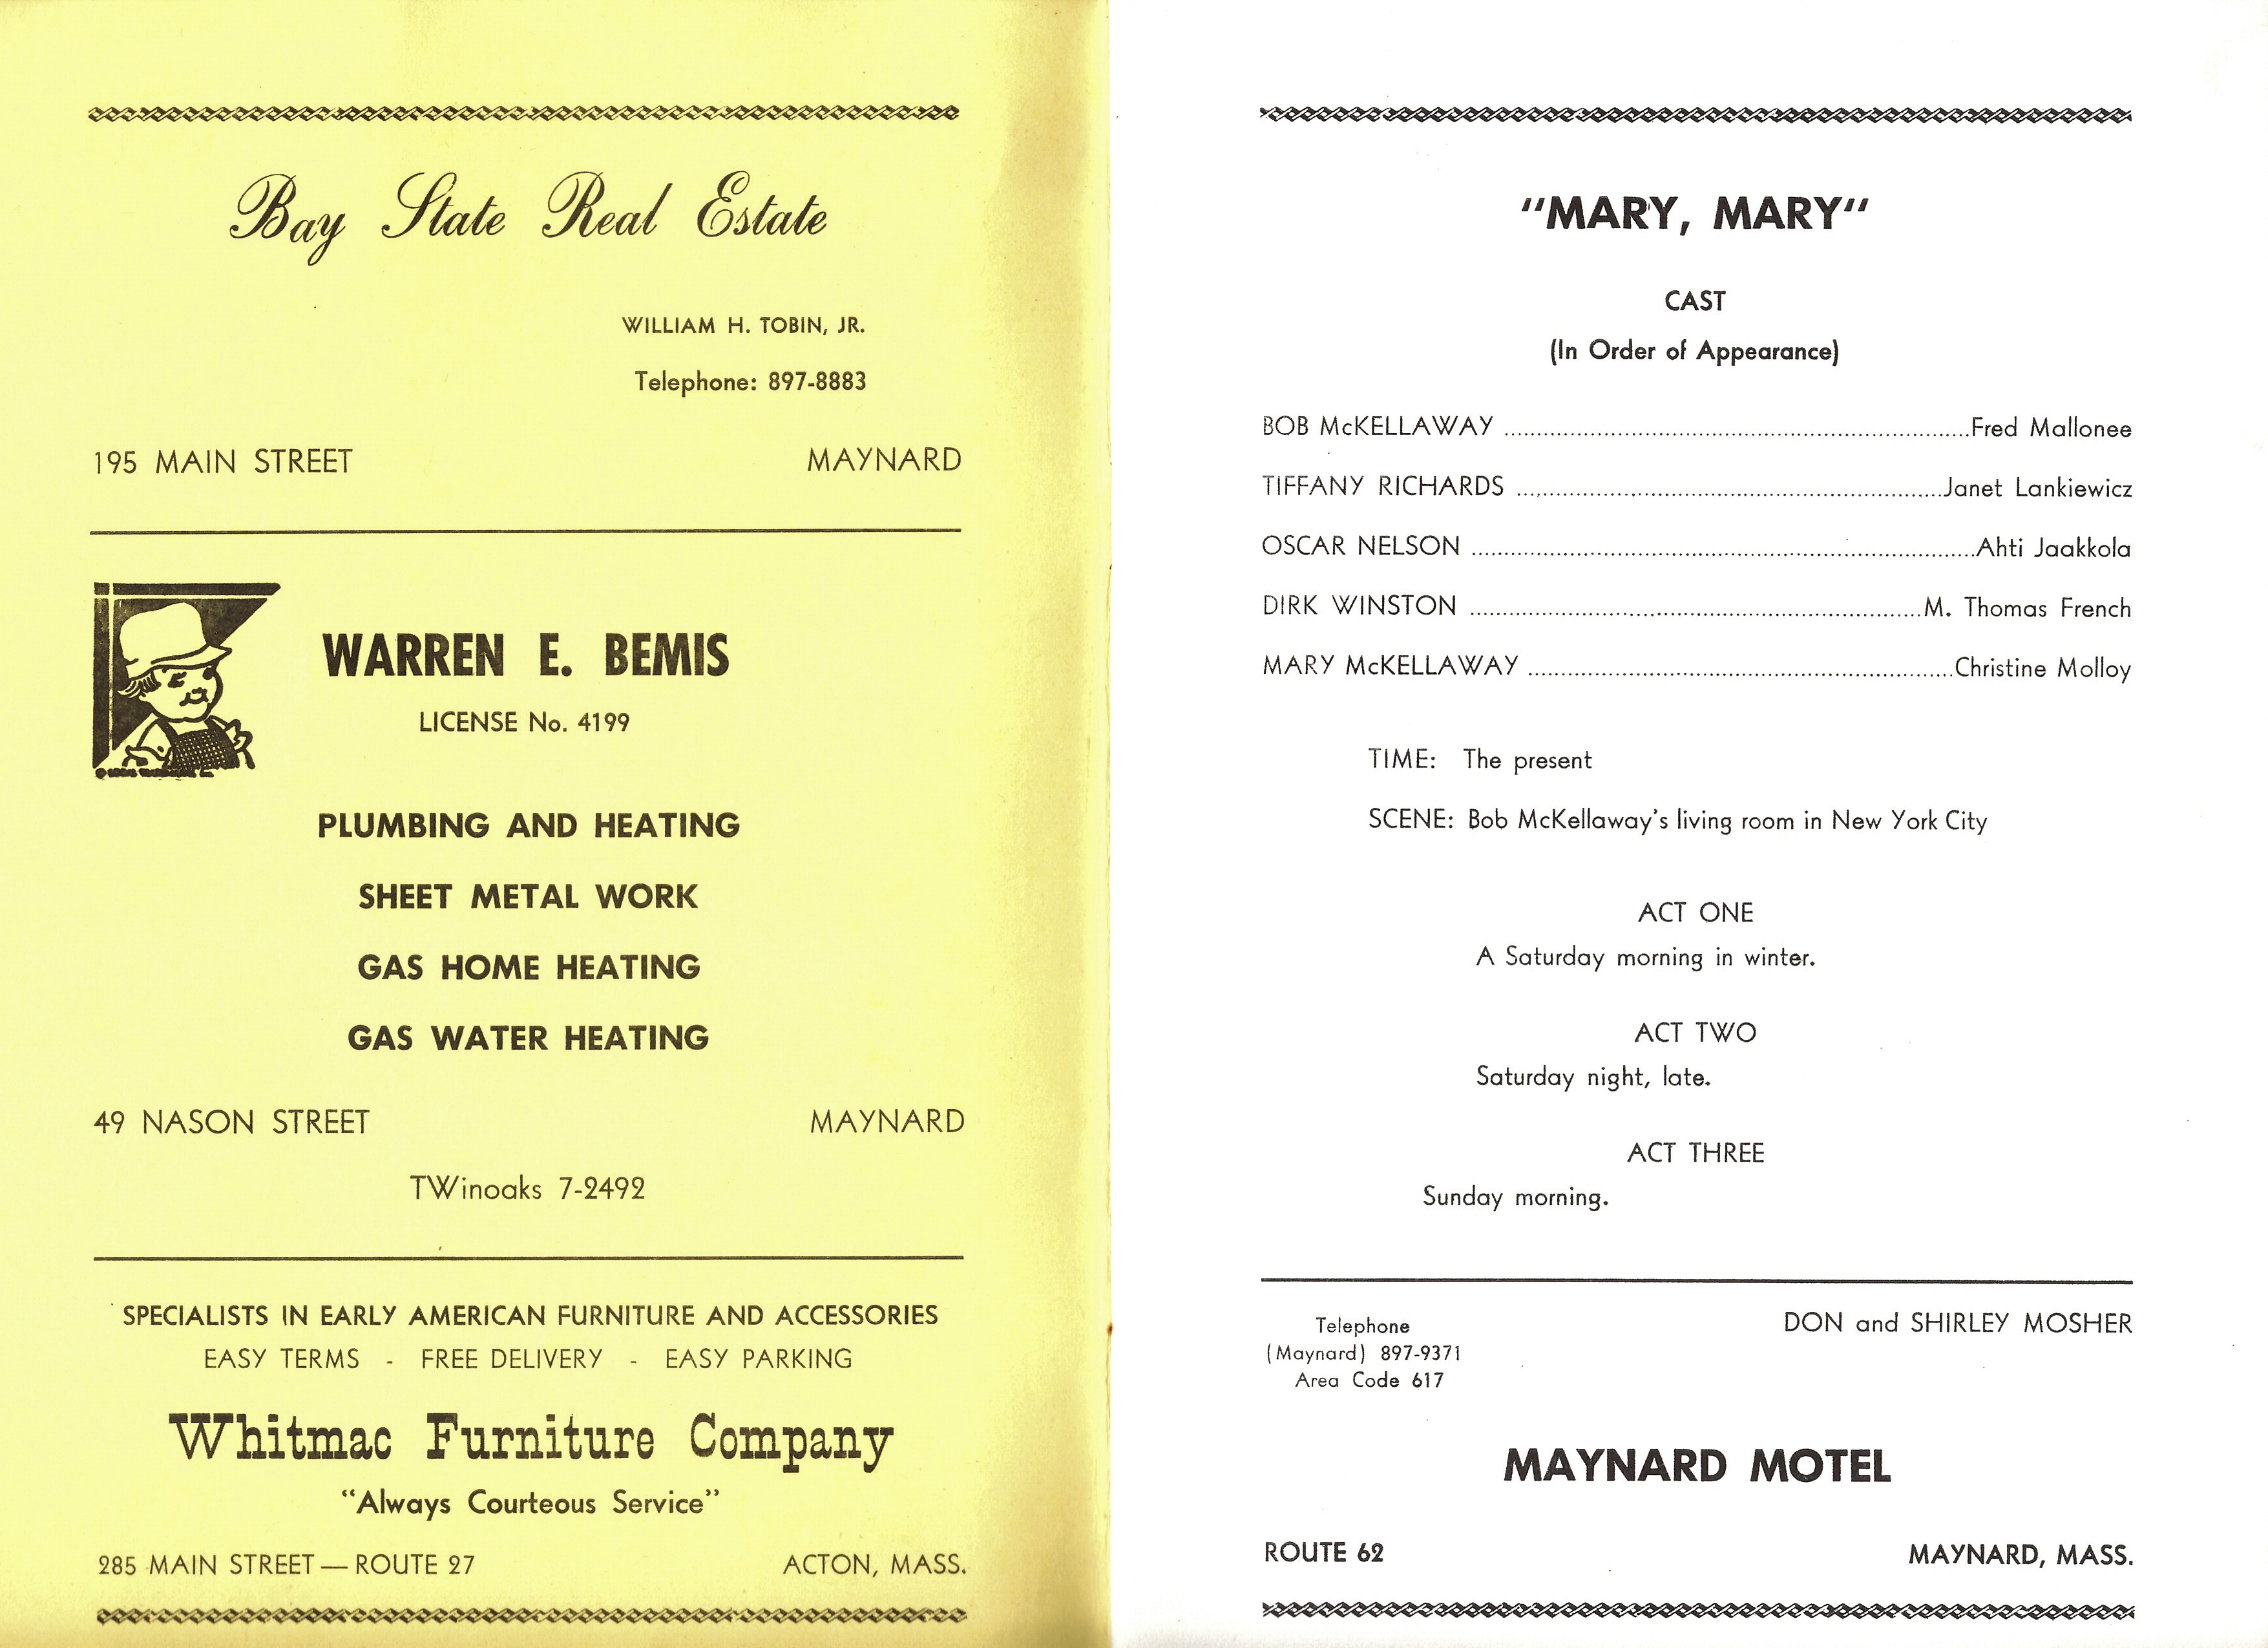 Bay State Real Estate
WILLIAM H. TOBIN, JR.
Telephone: 897-8883
195 MAIN STREET MAYNARD
WARREN E. BEMIS
LICENSE No. 4199
PLUMBING AND HEATING
SHEET METAL WORK
GAS HOME HEATING
GAS WATER HEATING
49 NASON STREET MAYNARD
TWinoaks 7-2492
SPECIALISTS IN EARLY AMERICAN FURNITURE AND ACCESSORIES
EASY TERMS - FREE DELIVERY - EASY PARKING
Whitmac Furniture Company
"Always Courteous Service"
285 MAIN STREET — ROUTE 27 ACTON, MASS.
"MARY, MARY"
CAST
(In Order of Appearance)
BOB McKELLAWAY ..... Fred Mallonee
TIFFANY RICHARDS ..... Janet Lankiewicz
OSCAR NELSON ..... Ahti Jaakkola
DIRK WINSTON ..... M. Thomas French
MARY McKELLAWAY ..... Christine Molloy
TIME: The present
SCENE: Bob McKellaway's living room in New York City
ACT ONE
A Saturday morning in winter.
ACT TWO
Saturday night, late.
ACT THREE
Sunday morning.
Telephone DON and SHIRLEY MOSHER
(Maynard) 897-9371
Area Code 617
MAYNARD MOTEL
ROUTE 62 MAYNARD, MASS.